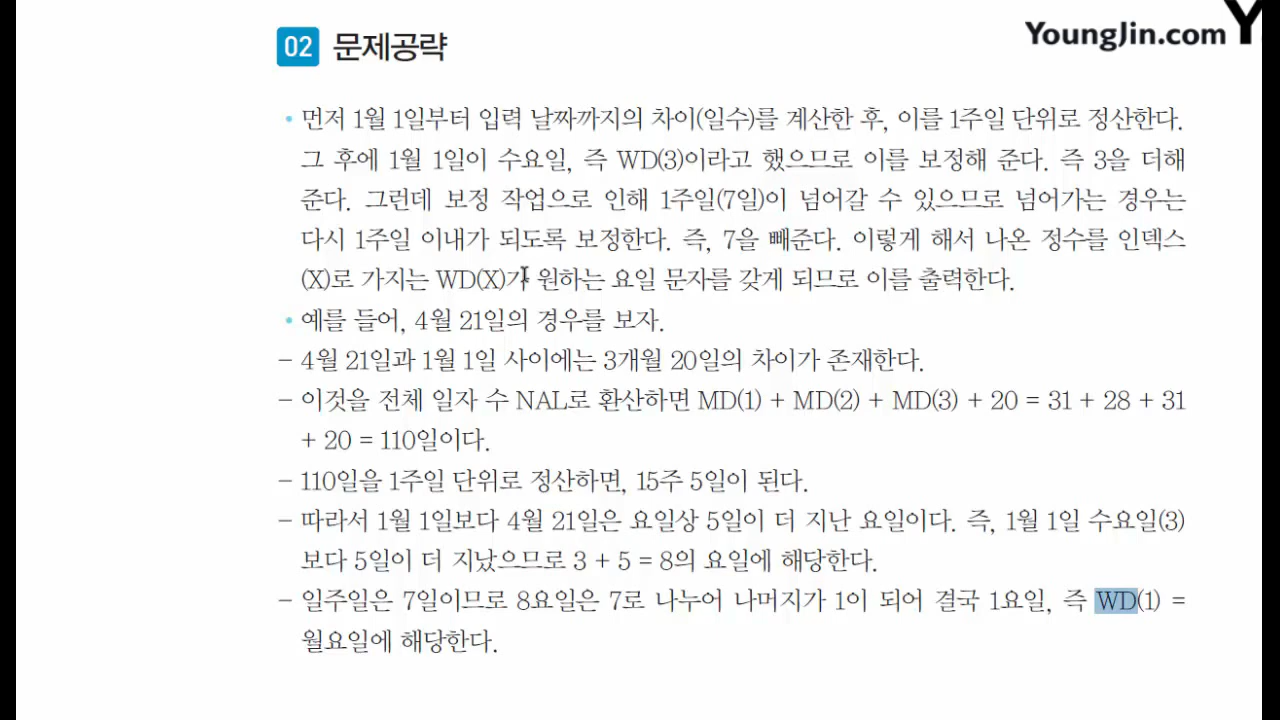 02 문제공략
YoungJin.com Y
• 먼저 1월 1일부터 입력 날짜까지의 차이(일수)를 계산한 후, 이를 1주일 단위로 정산한다.
그 후에 1월 1일이 수요일, 즉 WD(3)이라고 했으므로 이를 보정해 준다. 즉 3을 더해
준다. 그런데 보정 작업으로 인해 1주일(7일)이 넘어갈 수 있으므로 넘어가는 경우는
다시 1주일 이내가 되도록 보정한다. 즉, 7을 빼준다. 이렇게 해서 나온 정수를 인덱스
(X)로 가지는 WD(X)가 원하는 요일 문자를 갖게 되므로 이를 출력한다.
• 예를 들어, 4월 21일의 경우를 보자.
– 4월 21일과 1월 1일 사이에는 3개월 20일의 차이가 존재한다.
– 이것을 전체 일자 수 NAL로 환산하면 MD(1) + MD(2) + MD(3) + 20 = 31 + 28 + 31
+ 20 = 110일이다.
– 110일을 1주일 단위로 정산하면, 15주 5일이 된다.
– 따라서 1월 1일보다 4월 21일은 요일상 5일이 더 지난 요일이다. 즉, 1월 1일 수요일(3)
보다 5일이 더 지났으므로 3 + 5 = 8의 요일에 해당한다.
– 일주일은 7일이므로 8요일은 7로 나누어 나머지가 1이 되어 결국 1요일, 즉 WD(1) =
월요일에 해당한다.